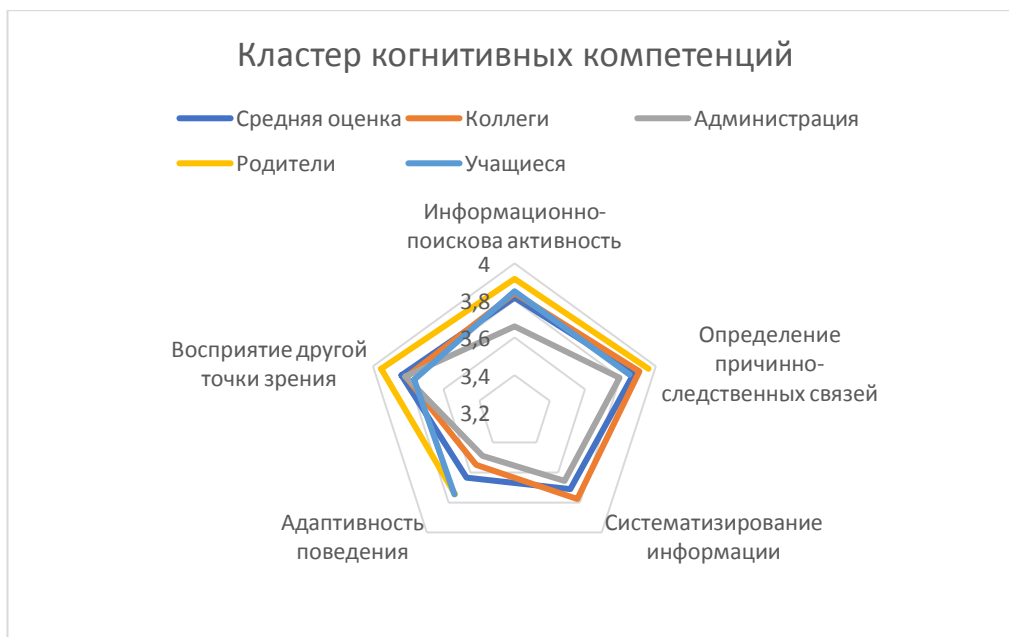 Кластер когнитивных компетенций
Средняя оценка
Коллеги
Администрация
Родители
Учащиеся
Информационно-
поискова активность
4
3,8
3,6
3,4
3,2
Определение
причинно-
следственных связей
Систематизирование
информации
Адаптивность
поведения
Восприятие другой
точки зрения